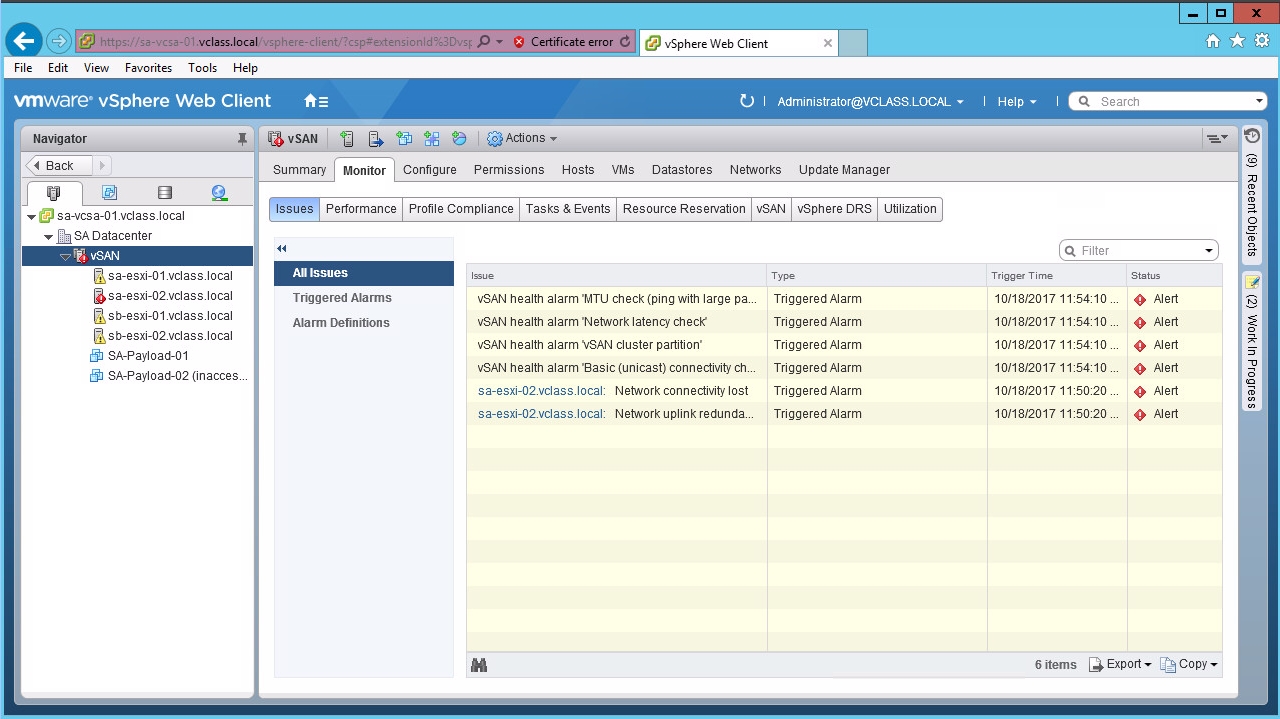 https://sa-vcsa-01.vclass.local/vsphere-client/?csp#extensionId%3Dvsp
Certificate error
vSphere Web Client
File Edit View Favorites Tools Help
vmware® vSphere Web Client
Administrator@VCLASS.LOCAL
Help
Search
Navigator
Back
sa-vcsa-01.vclass.local
SA Datacenter
vSAN
sa-esxi-01.vclass.local
sa-esxi-02.vclass.local
sb-esxi-01.vclass.local
sb-esxi-02.vclass.local
SA-Payload-01
SA-Payload-02 (inacces...
vSAN
Actions
Summary Monitor Configure Permissions Hosts VMs Datastores Networks Update Manager
Issues Performance Profile Compliance Tasks & Events Resource Reservation vSAN vSphere DRS Utilization
All Issues
Triggered Alarms
Alarm Definitions
Filter
Issue Type Trigger Time Status
vSAN health alarm 'MTU check (ping with large pa... Triggered Alarm 10/18/2017 11:54:10 ... Alert
vSAN health alarm 'Network latency check' Triggered Alarm 10/18/2017 11:54:10 ... Alert
vSAN health alarm 'vSAN cluster partition' Triggered Alarm 10/18/2017 11:54:10 ... Alert
vSAN health alarm 'Basic (unicast) connectivity ch... Triggered Alarm 10/18/2017 11:54:10 ... Alert
sa-esxi-02.vclass.local: Network connectivity lost Triggered Alarm 10/18/2017 11:50:20 ... Alert
sa-esxi-02.vclass.local: Network uplink redunda... Triggered Alarm 10/18/2017 11:50:20 ... Alert
6 items Export Copy
(9) Recent Objects
(2) Work In Progress